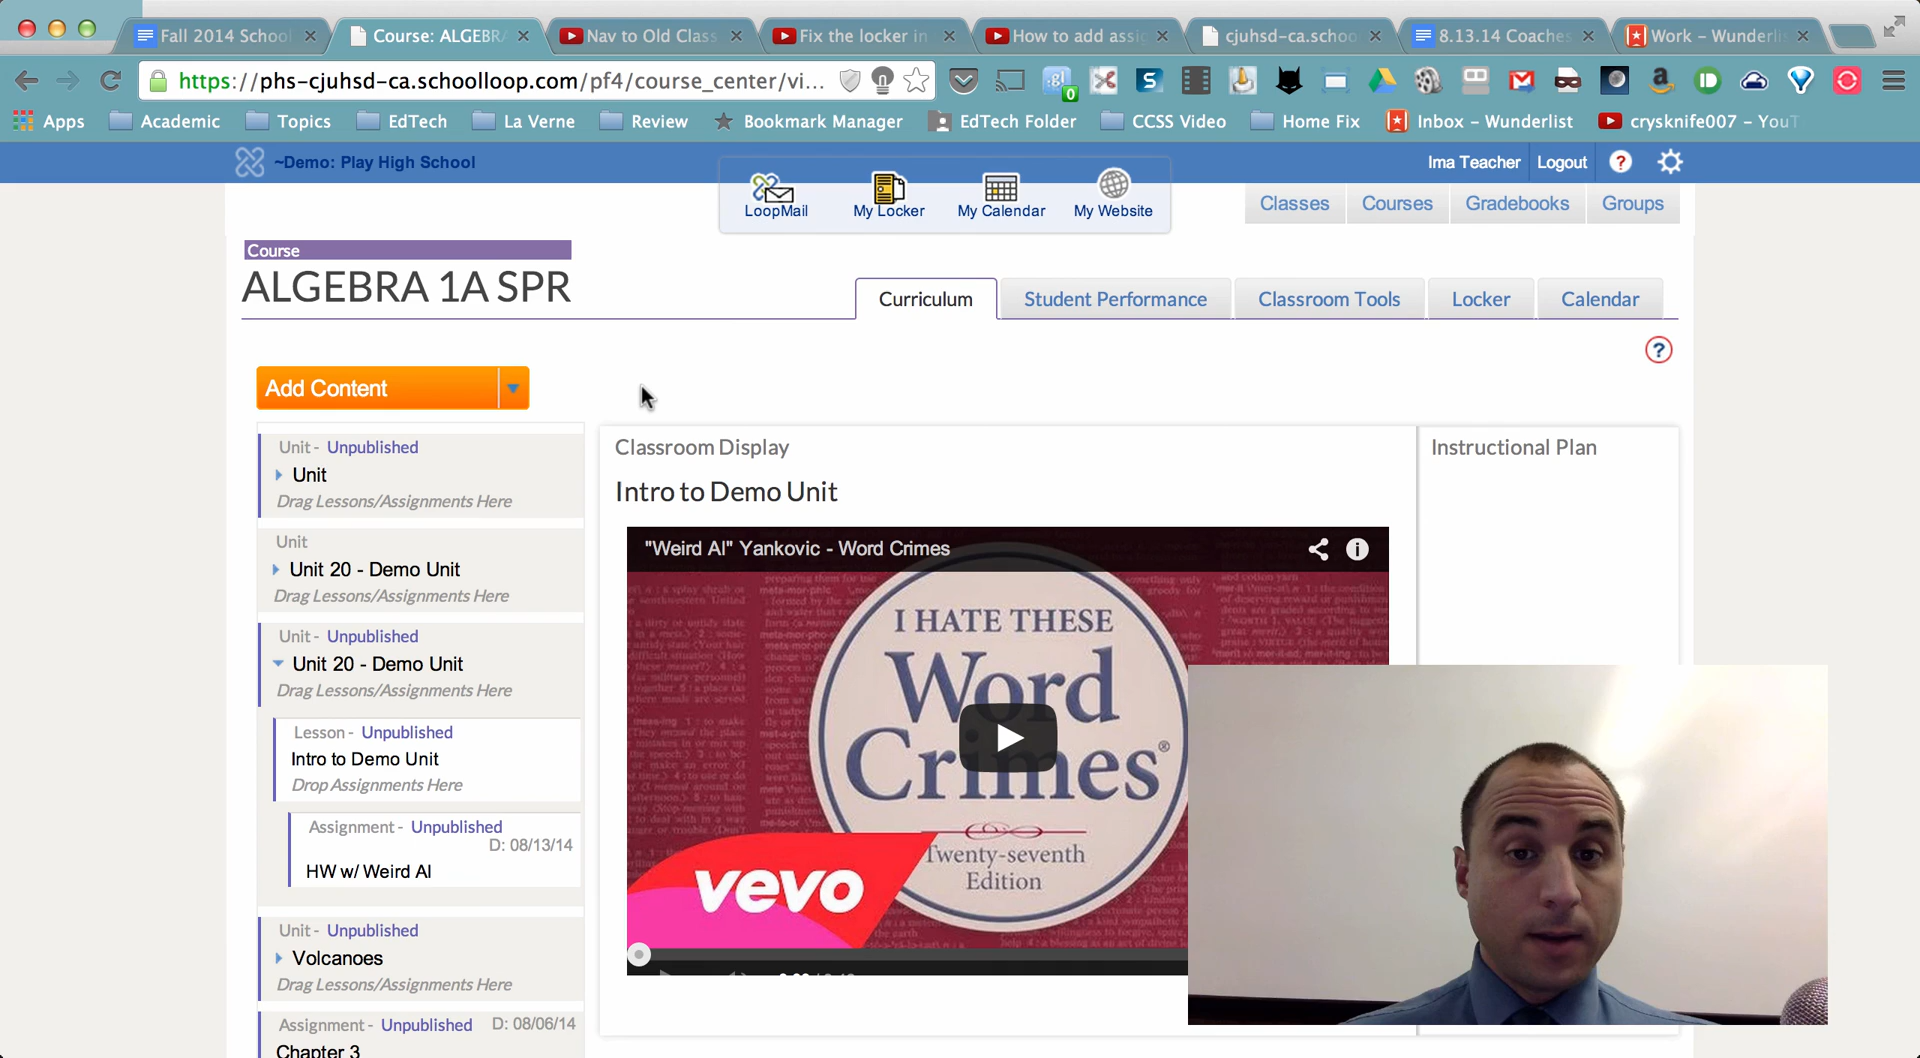 Fall 2014 School
Course: ALGEBRA
Nav to Old Class
Fix the locker in
How to add assig
cjuhsd-ca.schoo
8.13.14 Coaches
Work – Wunderlis
https://phs-cjuhsd-ca.schoolloop.com/pf4/course_center/vi...
Apps
Academic
Topics
EdTech
La Verne
Review
Bookmark Manager
EdTech Folder
CCSS Video
Home Fix
Inbox – Wunderlist
crysknife007 – YouT
~Demo: Play High School
LoopMail
My Locker
My Calendar
My Website
Ima Teacher
Logout
Classes
Courses
Gradebooks
Groups
Course
ALGEBRA 1A SPR
Curriculum
Student Performance
Classroom Tools
Locker
Calendar
Add Content
Unit - Unpublished
Unit
Drag Lessons/Assignments Here
Unit
Unit 20 - Demo Unit
Drag Lessons/Assignments Here
Unit - Unpublished
Unit 20 - Demo Unit
Drag Lessons/Assignments Here
Lesson - Unpublished
Intro to Demo Unit
Drop Assignments Here
Assignment - Unpublished
D: 08/13/14
HW w/ Weird Al
Unit - Unpublished
Volcanoes
Drag Lessons/Assignments Here
Assignment - Unpublished D: 08/06/14
Chapter 3
Classroom Display
Intro to Demo Unit
"Weird Al" Yankovic - Word Crimes
I HATE THESE
Word
Crimes®
Twenty-seventh
Edition
vevo
Instructional Plan